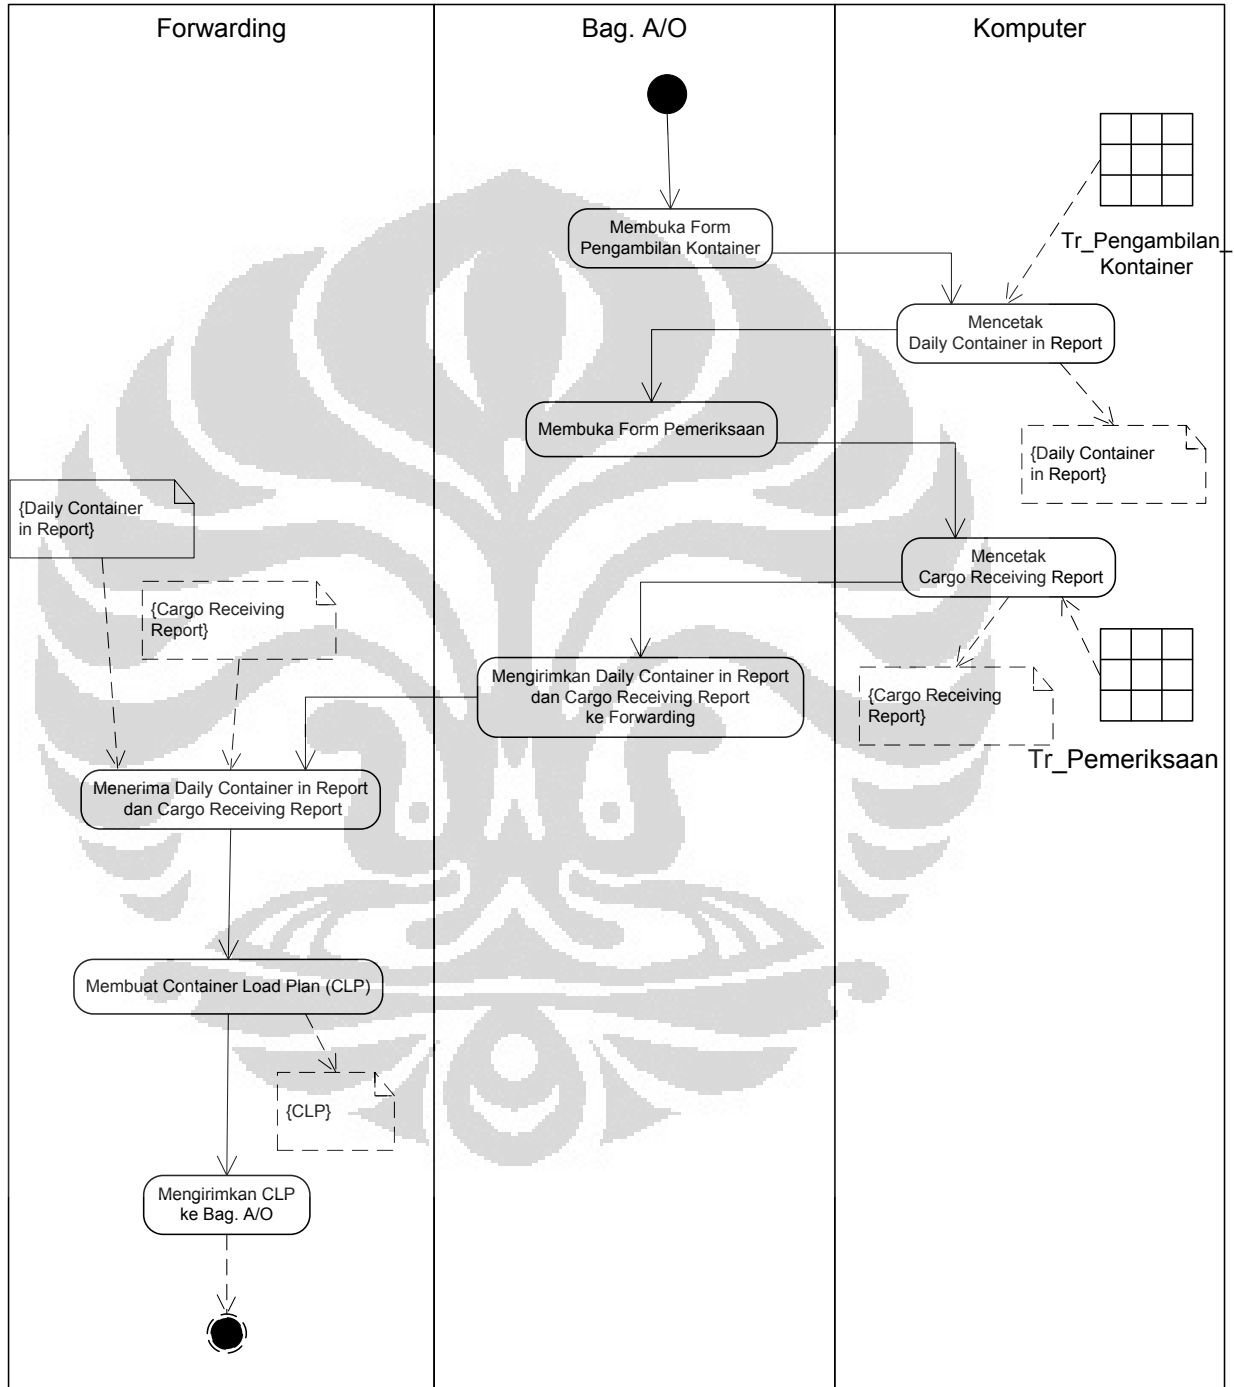 Forwarding
Bag. A/O
Komputer
Tr_Pengambilan_
Kontainer
Membuka Form
Pengambilan Kontainer
Mencetak
Daily Container in Report
Membuka Form Pemeriksaan
{Daily Container
in Report}
{Daily Container
in Report}
Mencetak
Cargo Receiving Report
{Cargo Receiving
Report}
Mengirimkan Daily Container in Report
dan Cargo Receiving Report
ke Forwarding
{Cargo Receiving
Report}
Tr_Pemeriksaan
Menerima Daily Container in Report
dan Cargo Receiving Report
Membuat Container Load Plan (CLP)
{CLP}
Mengirimkan CLP
ke Bag. A/O